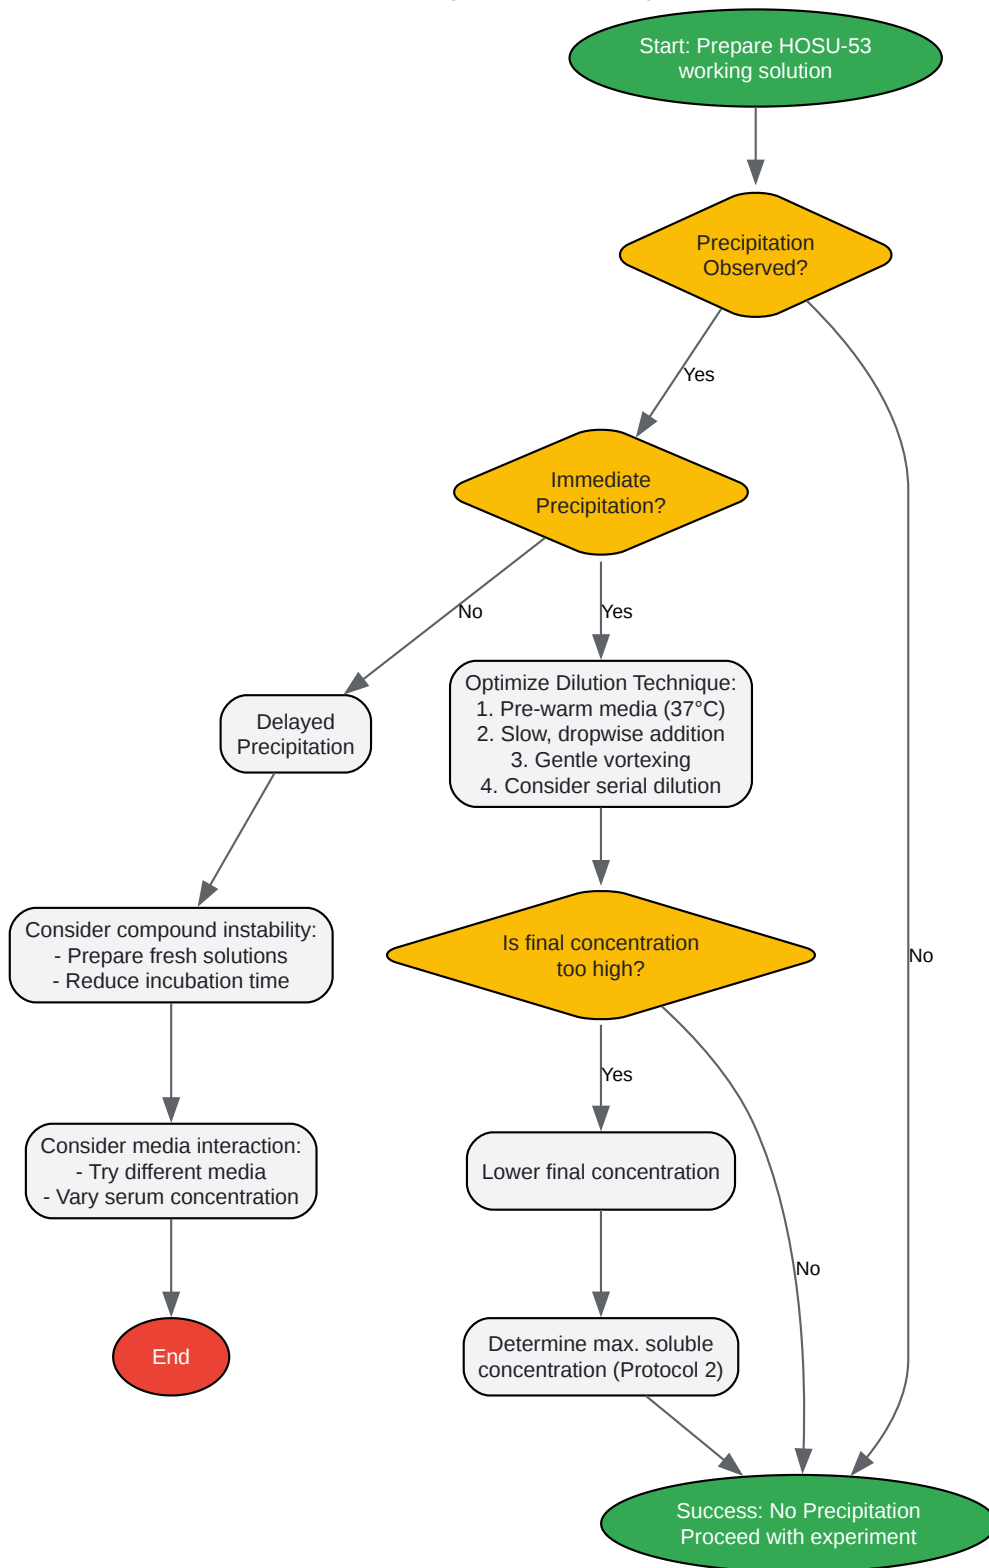 Start: Prepare HOSU-53
working solution
Precipitation
Observed?
Yes
Immediate
Precipitation?
No
Yes
Optimize Dilution Technique:
1. Pre-warm media (37°C)
2. Slow, dropwise addition
3. Gentle vortexing
4. Consider serial dilution
Delayed
Precipitation
Consider compound instability:
- Prepare fresh solutions
- Reduce incubation time
Is final concentration
too high?
No
Yes
Consider media interaction:
- Try different media
- Vary serum concentration
Lower final concentration
No
End
Determine max. soluble
concentration (Protocol 2)
Success: No Precipitation
Proceed with experiment